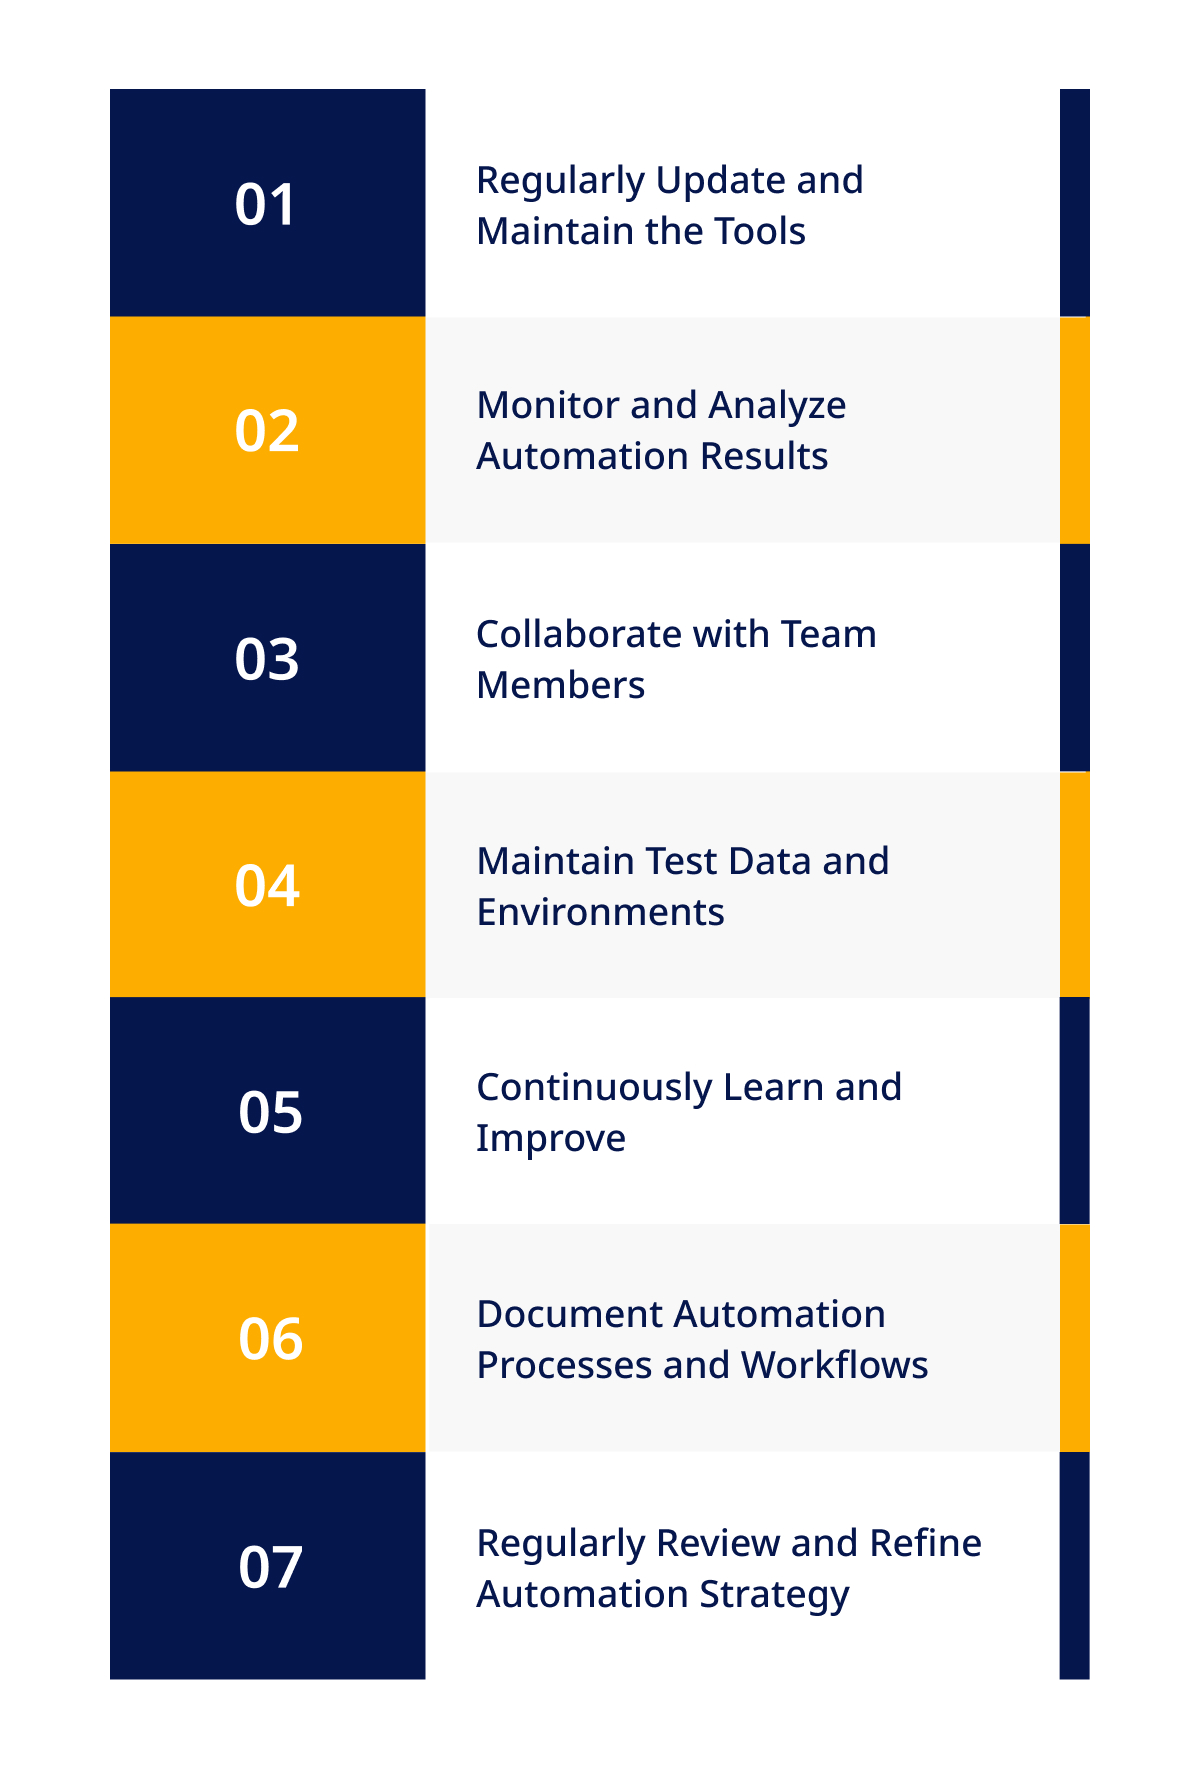 01
Regularly Update and
Maintain the Tools
02
Monitor and Analyze
Automation Results
03
Collaborate with Team
Members
04
Maintain Test Data and
Environments
05
Continuously Learn and
Improve
06
Document Automation
Processes and Workflows
07
Regularly Review and Refine
Automation Strategy